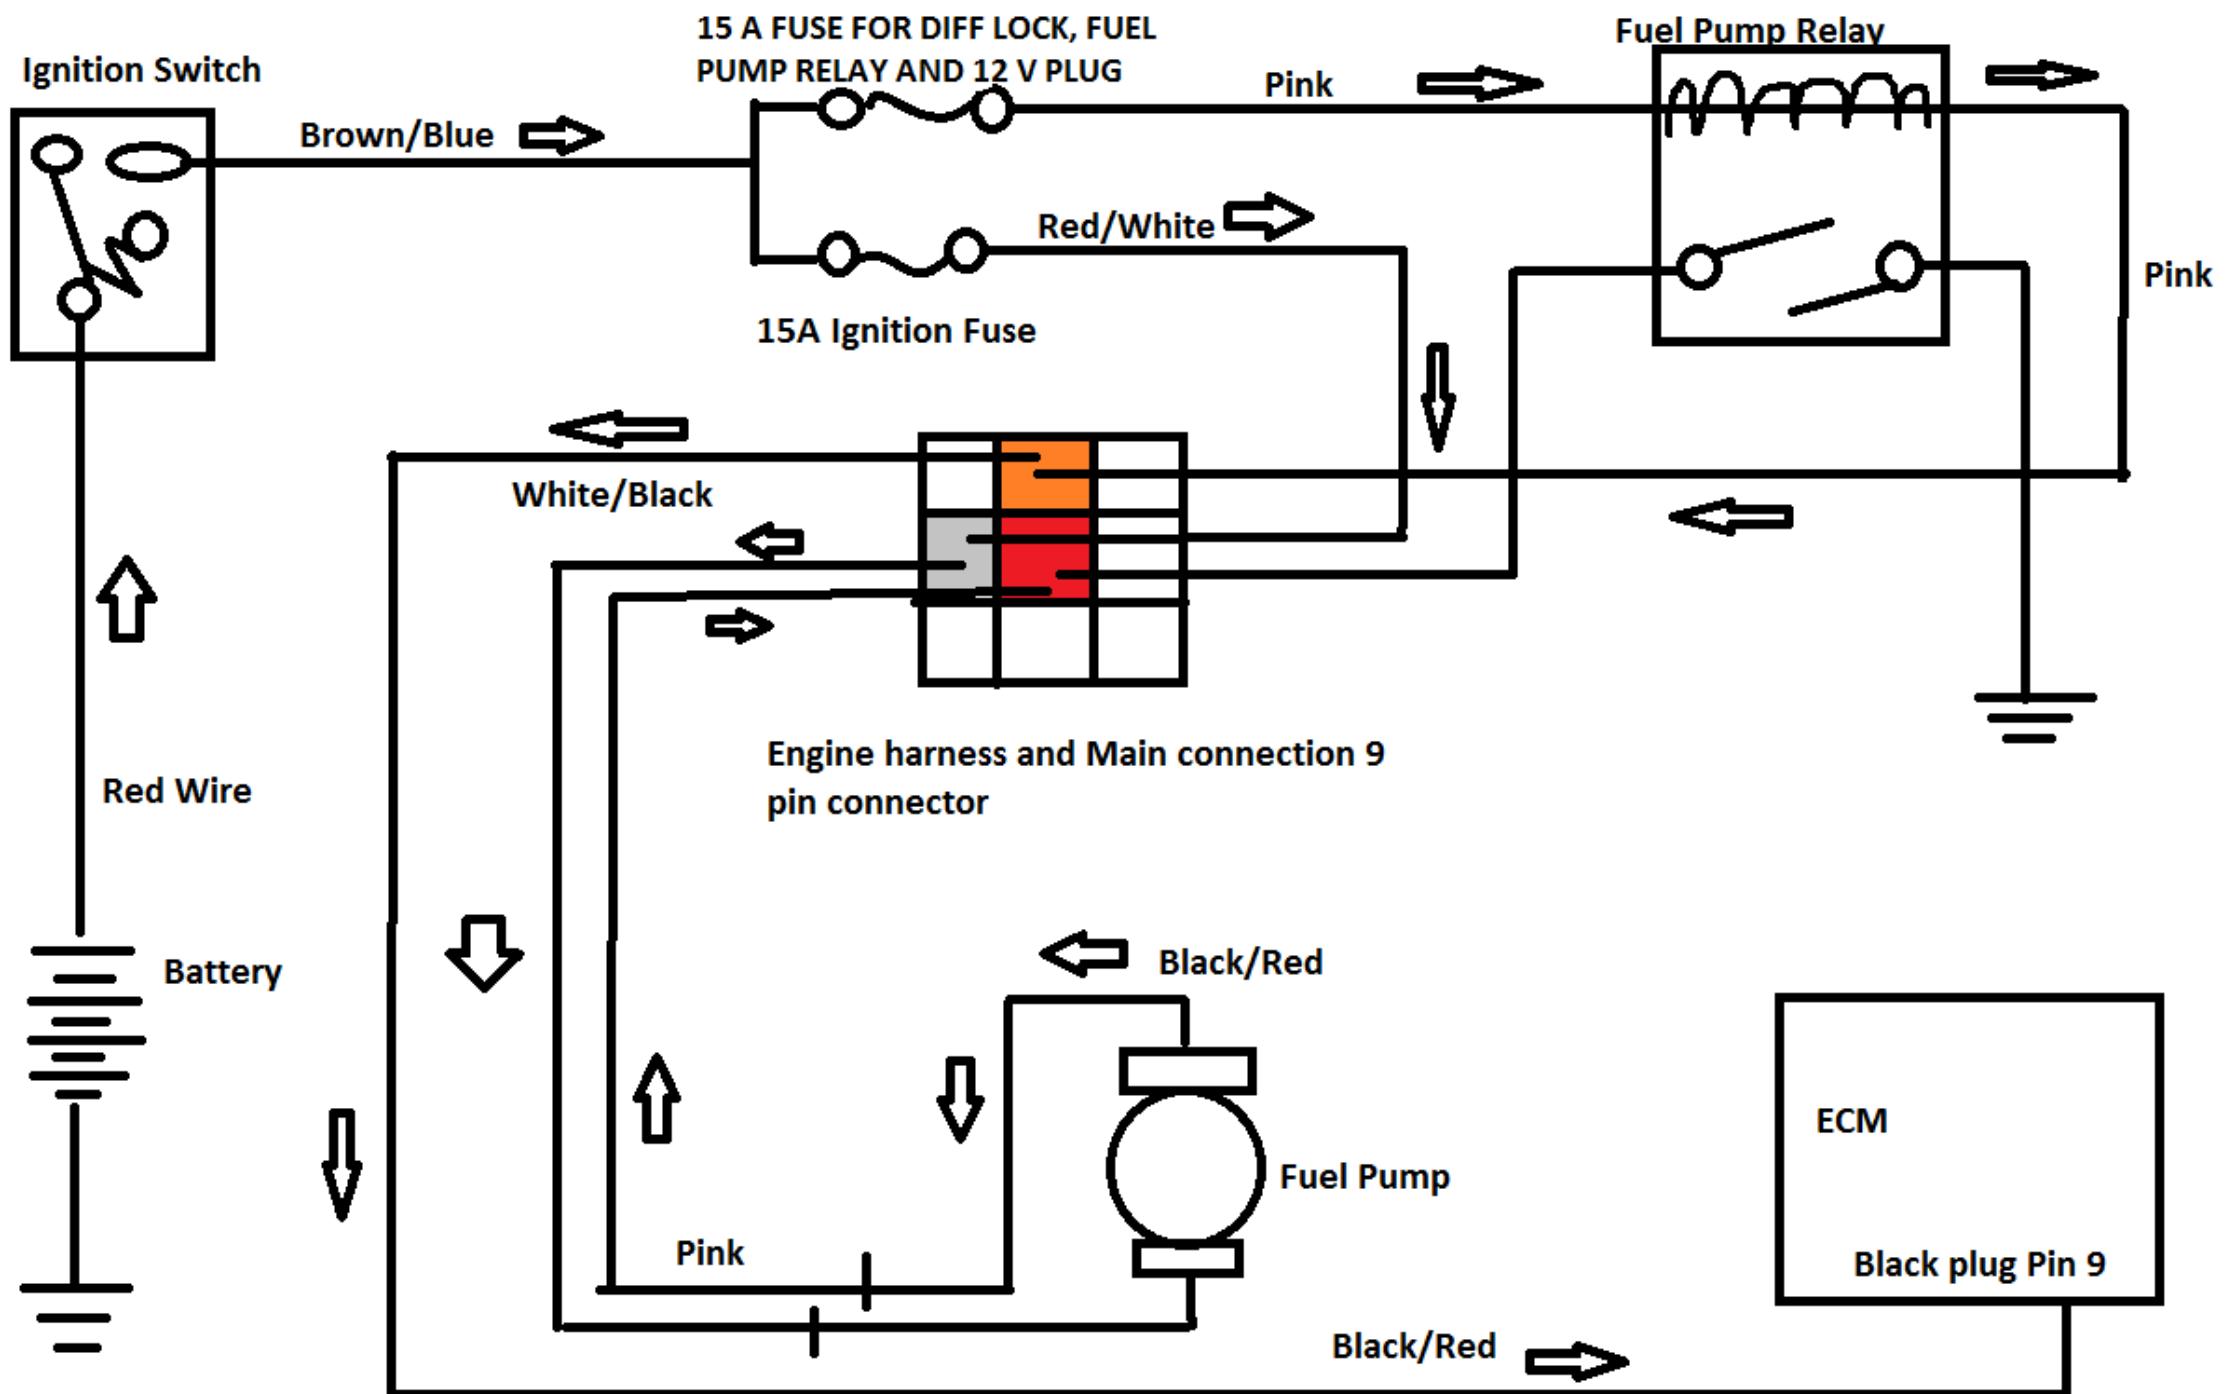 15 A FUSE FOR DIFF LOCK, FUEL
PUMP RELAY AND 12 V PLUG
Fuel Pump Relay
Ignition Switch
Pink
Brown/Blue
Red/White
Pink
15A Ignition Fuse
White/Black
Engine harness and Main connection 9
pin connector
Red Wire
Battery
Black/Red
ECM
Fuel Pump
Pink
Black plug Pin 9
Black/Red